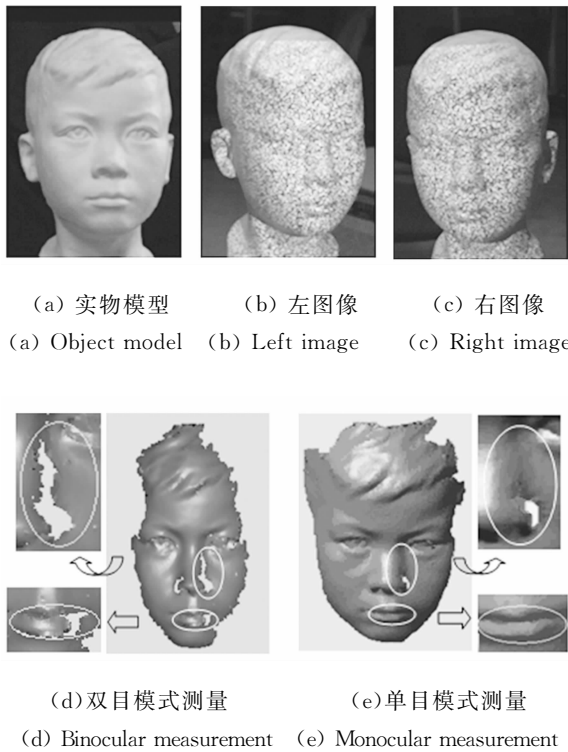 (a) 实物模型 (b) 左图像 (c) 右图像
(a) Object model (b) Left image (c) Right image
(d)双目模式测量 (e)单目模式测量
(d) Binocular measurement (e) Monocular measurement